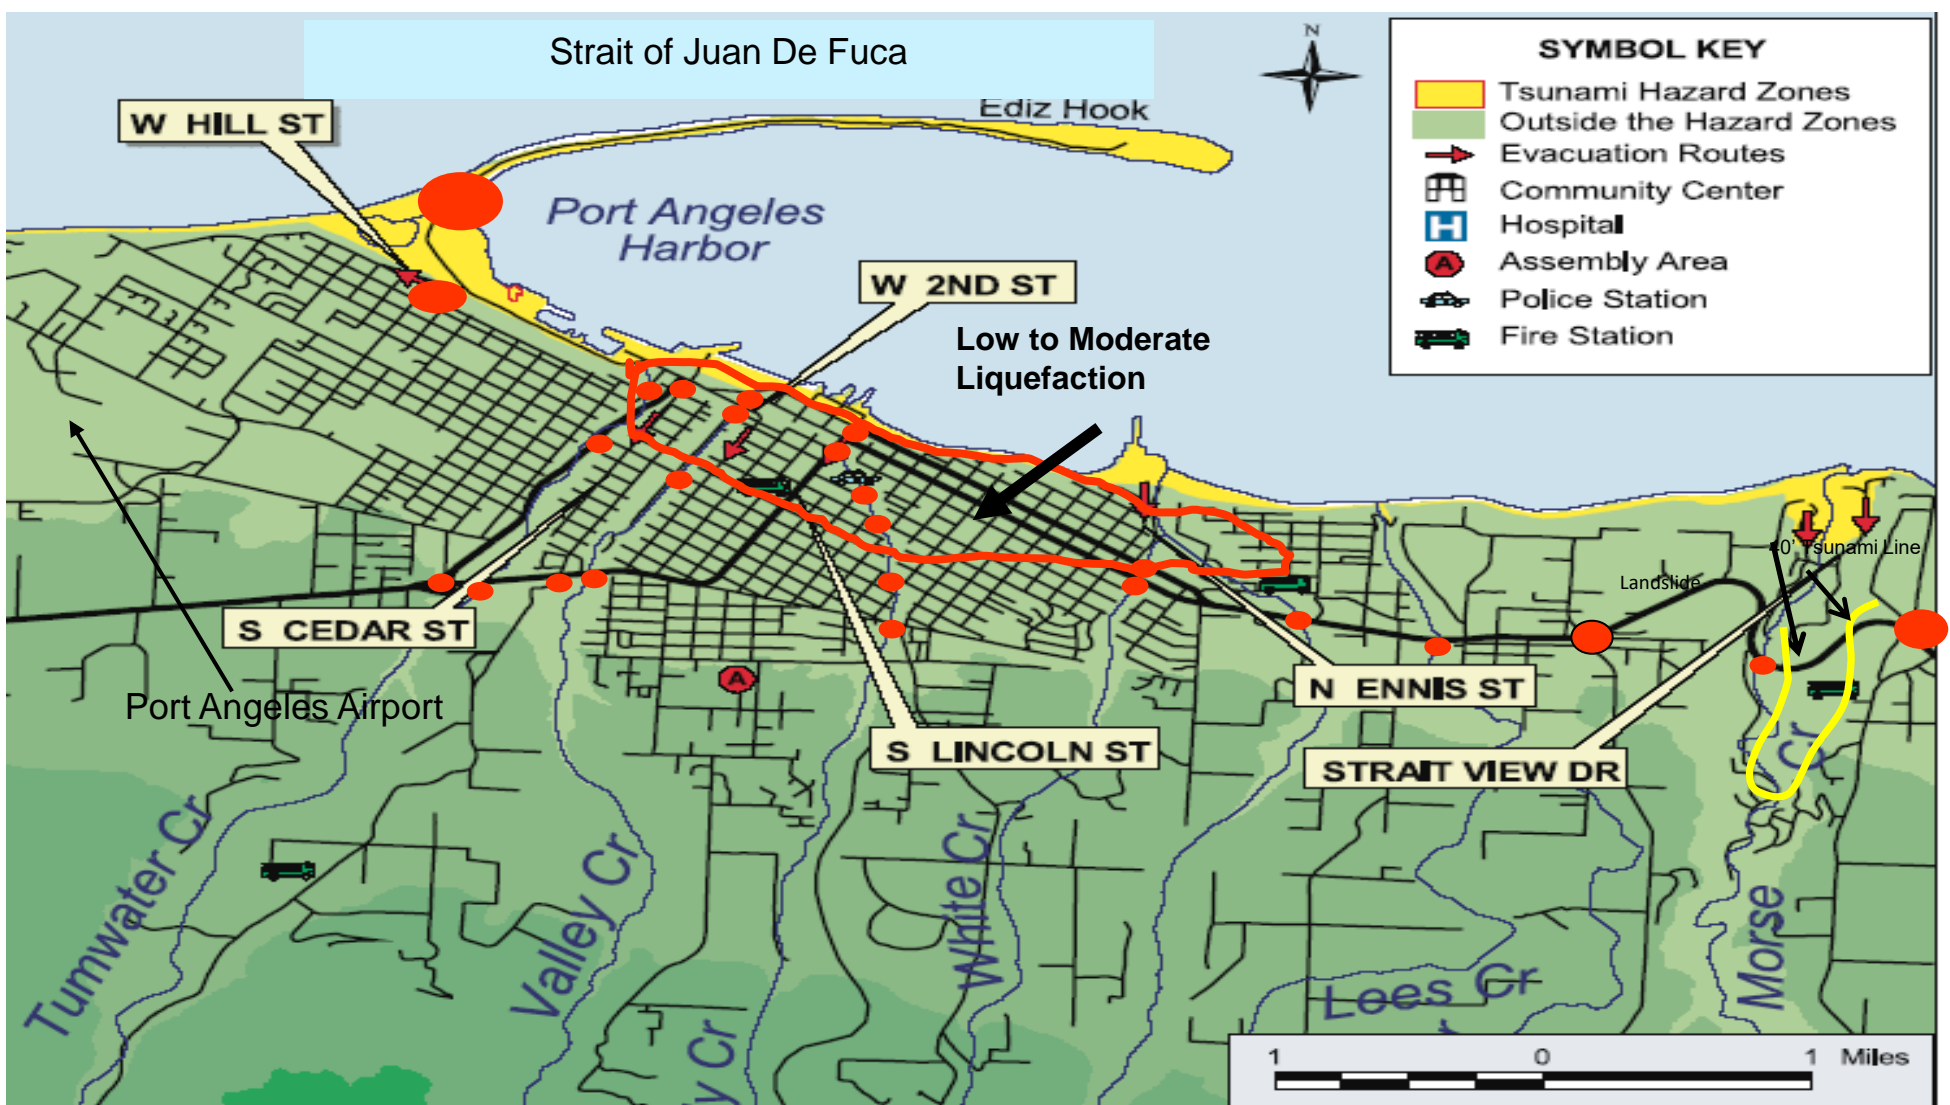 Strait of Juan De Fuca
N
Ediz Hook
W HILL ST
Port Angeles
Harbor
W 2ND ST
Low to Moderate
Liquefaction
SYMBOL KEY
Tsunami Hazard Zones
Outside the Hazard Zones
Evacuation Routes
Community Center
H
Hospital
A
Assembly Area
Police Station
Fire Station
0' Tsunami Line
Landslide
S CEDAR ST
A
N ENNIS ST
Port Angeles Airport
S LINCOLN ST
STRAIT VIEW DR
Tumwater Cr
Valley Cr
White Cr
Lees Cr
Morse
Cr
y Cr
1 0 1 Miles